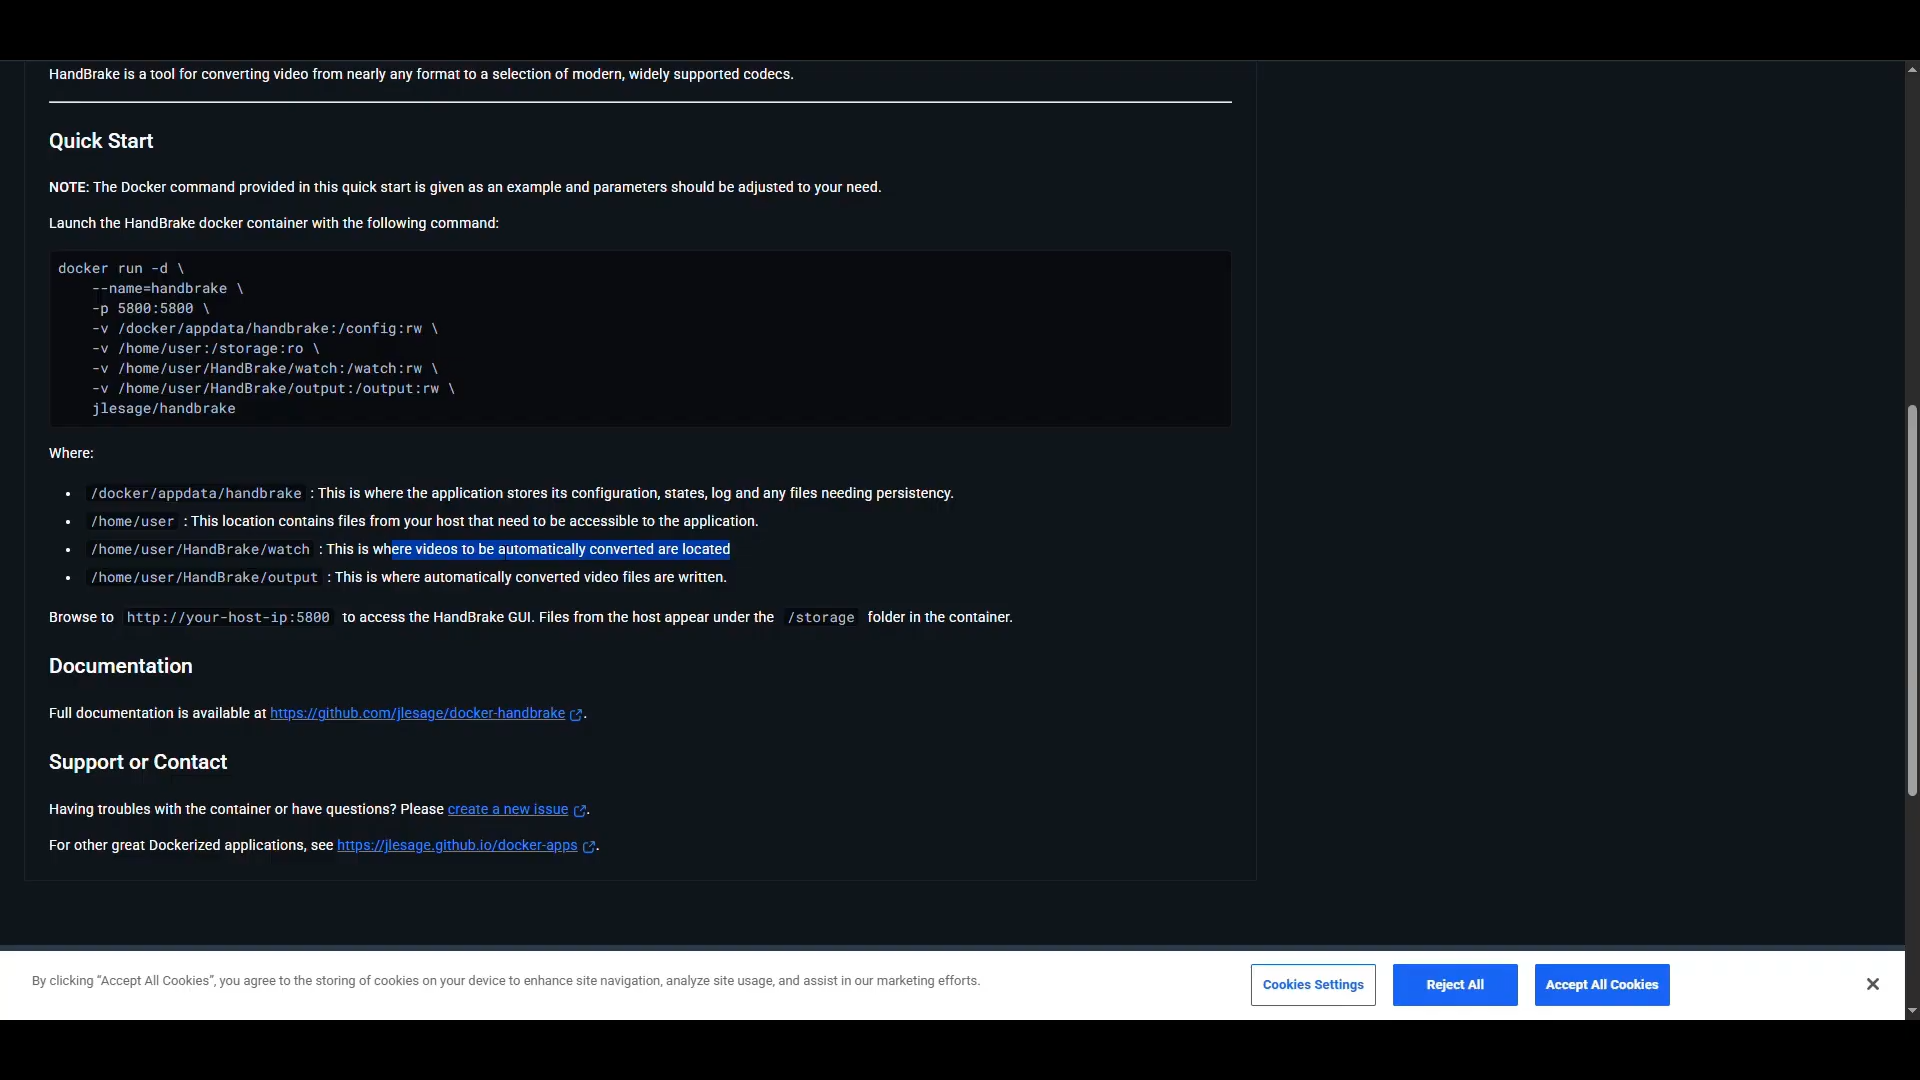 HandBrake is a tool for converting video from nearly any format to a selection of modern, widely supported codecs.
Quick Start
NOTE: The Docker command provided in this quick start is given as an example and parameters should be adjusted to your need.
Launch the HandBrake docker container with the following command:
docker run -d \
    --name=handbrake \
    -p 5800:5800 \
    -v /docker/appdata/handbrake:/config:rw \
    -v /home/user:/storage:ro \
    -v /home/user/HandBrake/watch:/watch:rw \
    -v /home/user/HandBrake/output:/output:rw \
    jlesage/handbrake
Where:
• /docker/appdata/handbrake : This is where the application stores its configuration, states, log and any files needing persistency.
• /home/user : This location contains files from your host that need to be accessible to the application.
• /home/user/HandBrake/watch : This is where videos to be automatically converted are located
• /home/user/HandBrake/output : This is where automatically converted video files are written.
Browse to http://your-host-ip:5800 to access the HandBrake GUI. Files from the host appear under the /storage folder in the container.
Documentation
Full documentation is available at https://github.com/jlesage/docker-handbrake.
Support or Contact
Having troubles with the container or have questions? Please create a new issue.
For other great Dockerized applications, see https://jlesage.github.io/docker-apps.
By clicking “Accept All Cookies”, you agree to the storing of cookies on your device to enhance site navigation, analyze site usage, and assist in our marketing efforts.
Cookies Settings
Reject All
Accept All Cookies